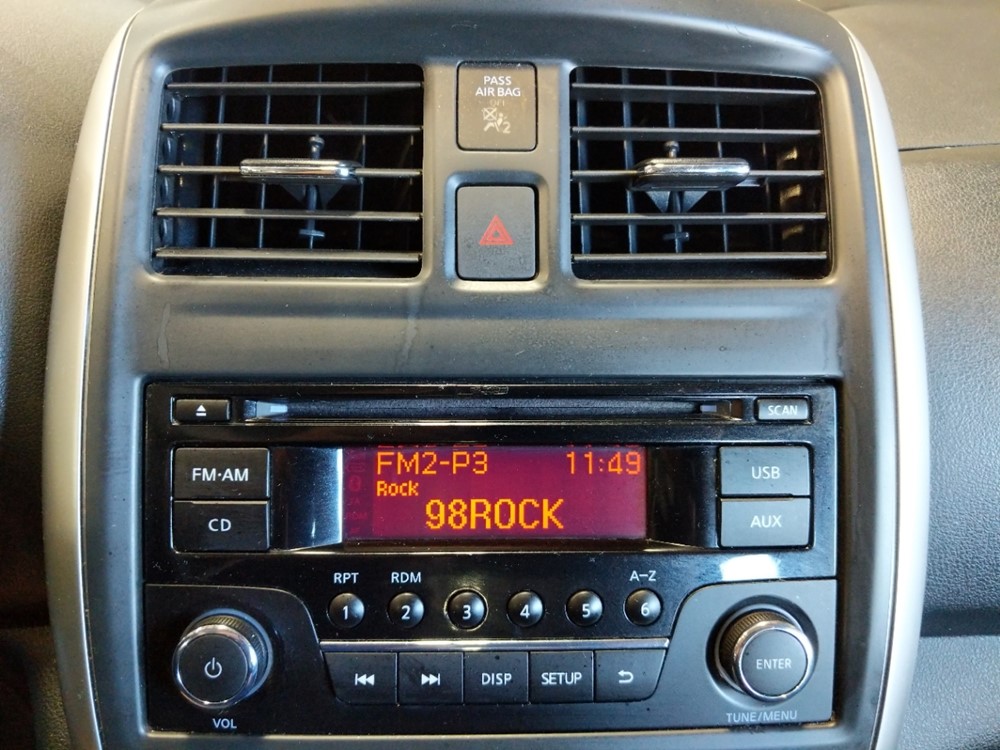 PASS
AIR BAG
OFF
2
SCAN
FM·AM
CD
FM2-P3 11:49
Rock
98ROCK
USB
AUX
RPT RDM A–Z
1 2 3 4 5 6
DISP SETUP
VOL
ENTER
TUNE/MENU